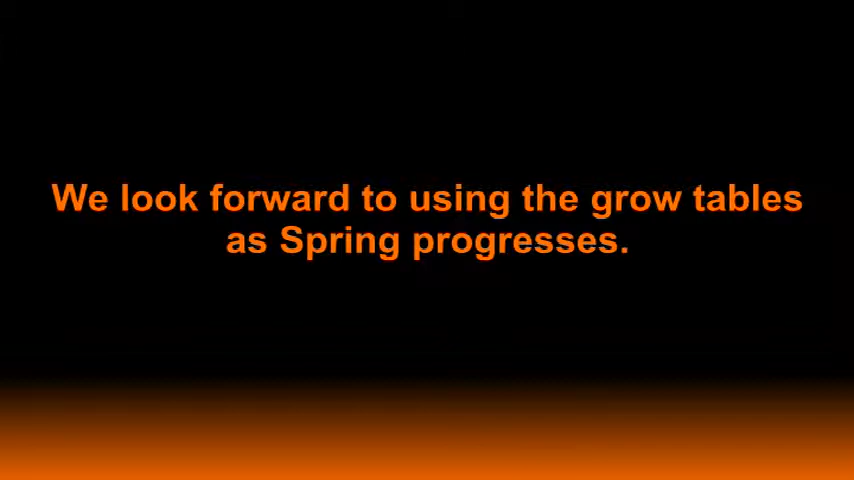 We look forward to using the grow tables
as Spring progresses.